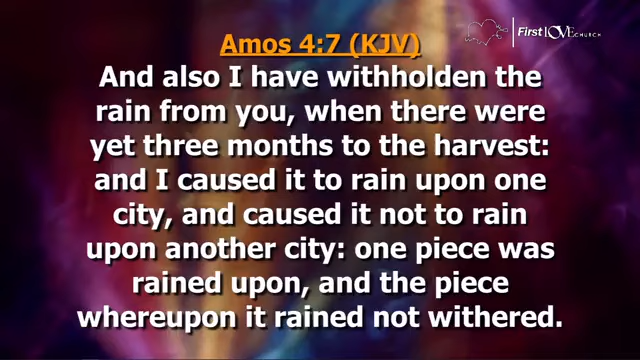 First LOVE CHURCH
Amos 4:7 (KJV)
And also I have withholden the
rain from you, when there were
yet three months to the harvest:
and I caused it to rain upon one
city, and caused it not to rain
upon another city: one piece was
rained upon, and the piece
whereupon it rained not withered.